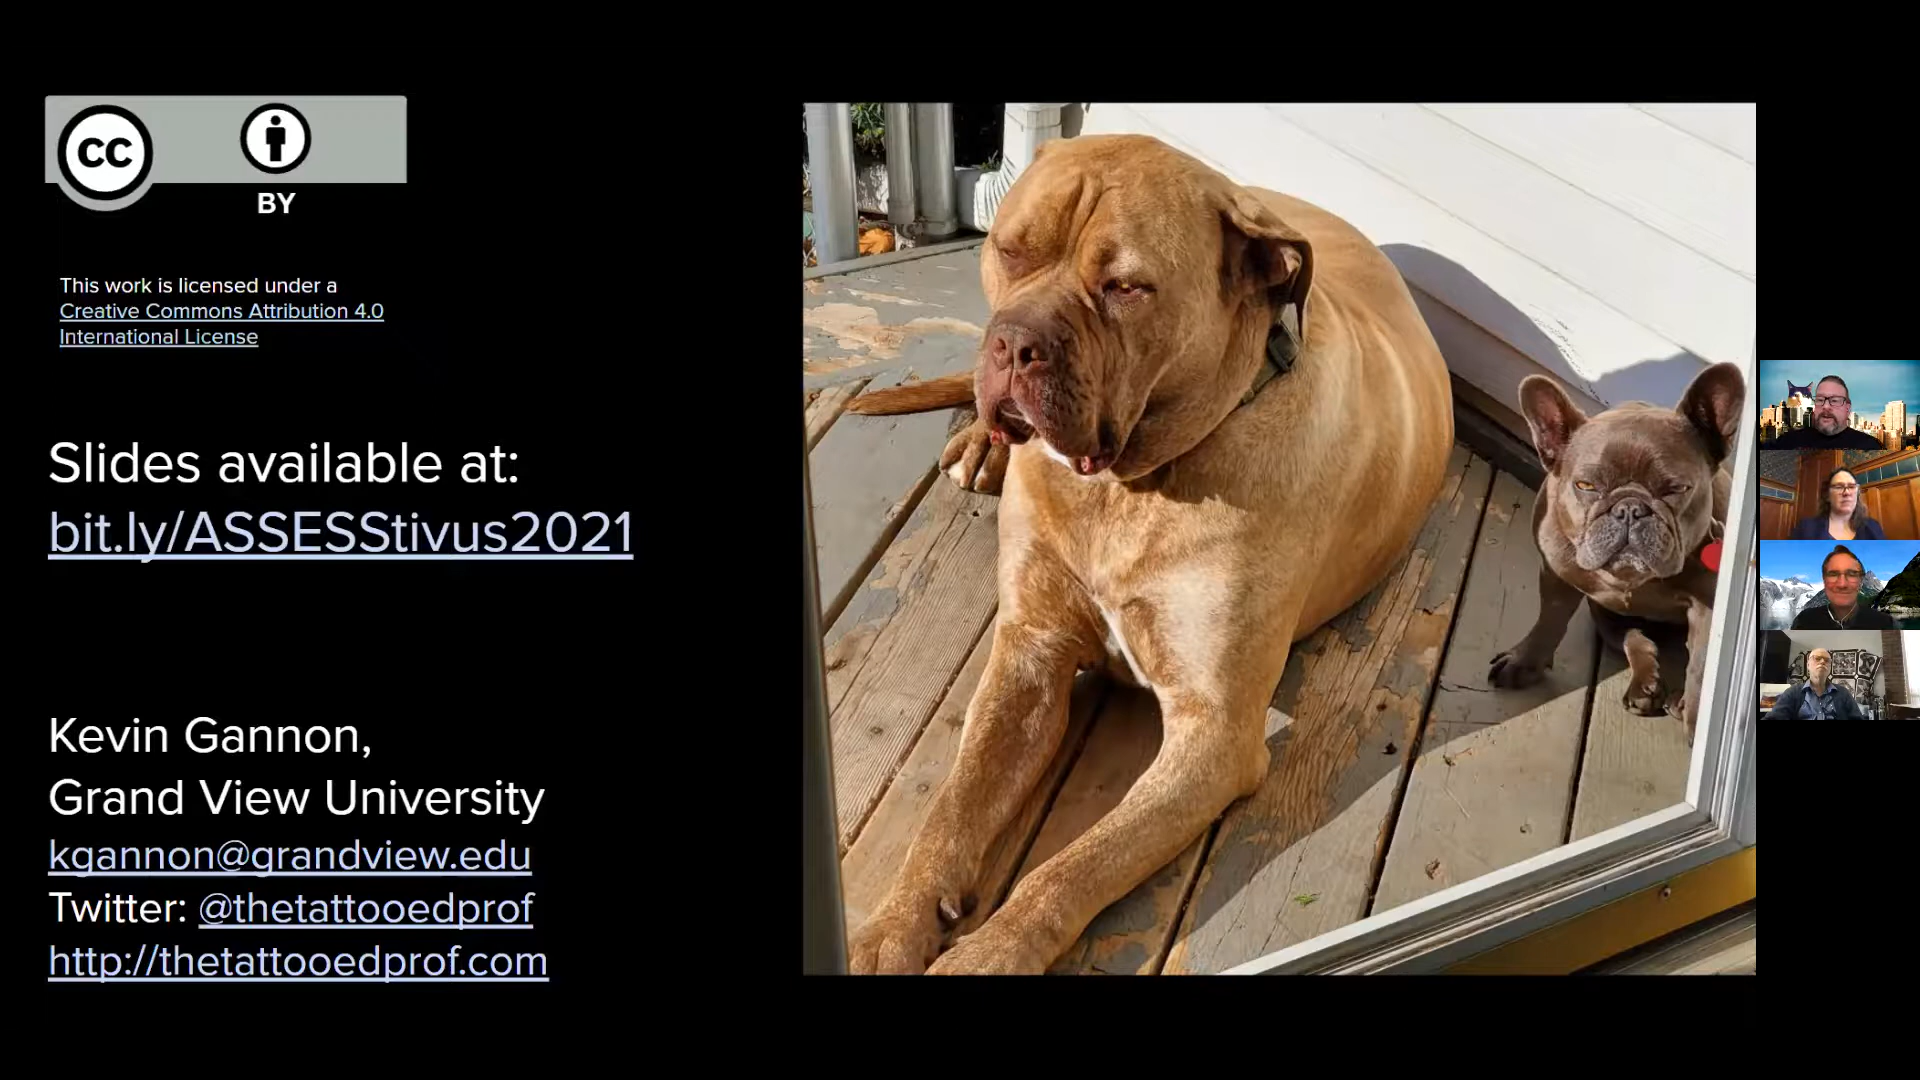 CC
BY
This work is licensed under a
Creative Commons Attribution 4.0
International License
Slides available at:
bit.ly/ASSESStivus2021
Kevin Gannon,
Grand View University
kgannon@grandview.edu
Twitter: @thetattooedprof
http://thetattooedprof.com